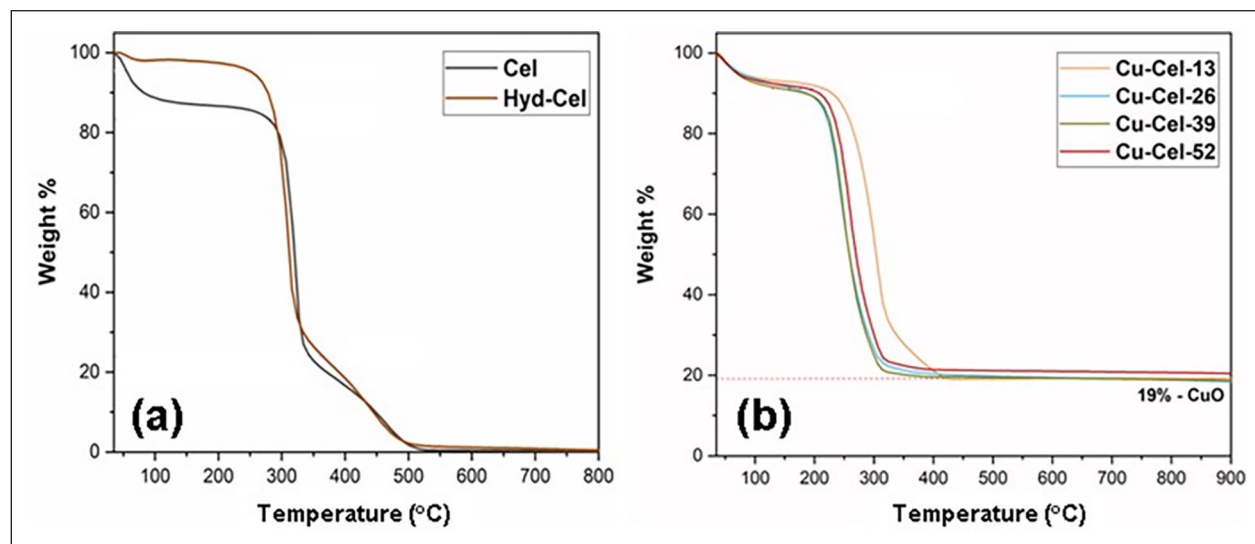 Weight %
100
80
60
40
20
0
Cel
Hyd-Cel
(a)
100 200 300 400 500 600 700 800
Temperature (°C)
Weight %
100
80
60
40
20
0
Cu-Cel-13
Cu-Cel-26
Cu-Cel-39
Cu-Cel-52
19% - CuO
(b)
100 200 300 400 500 600 700 800 900
Temperature (°C)